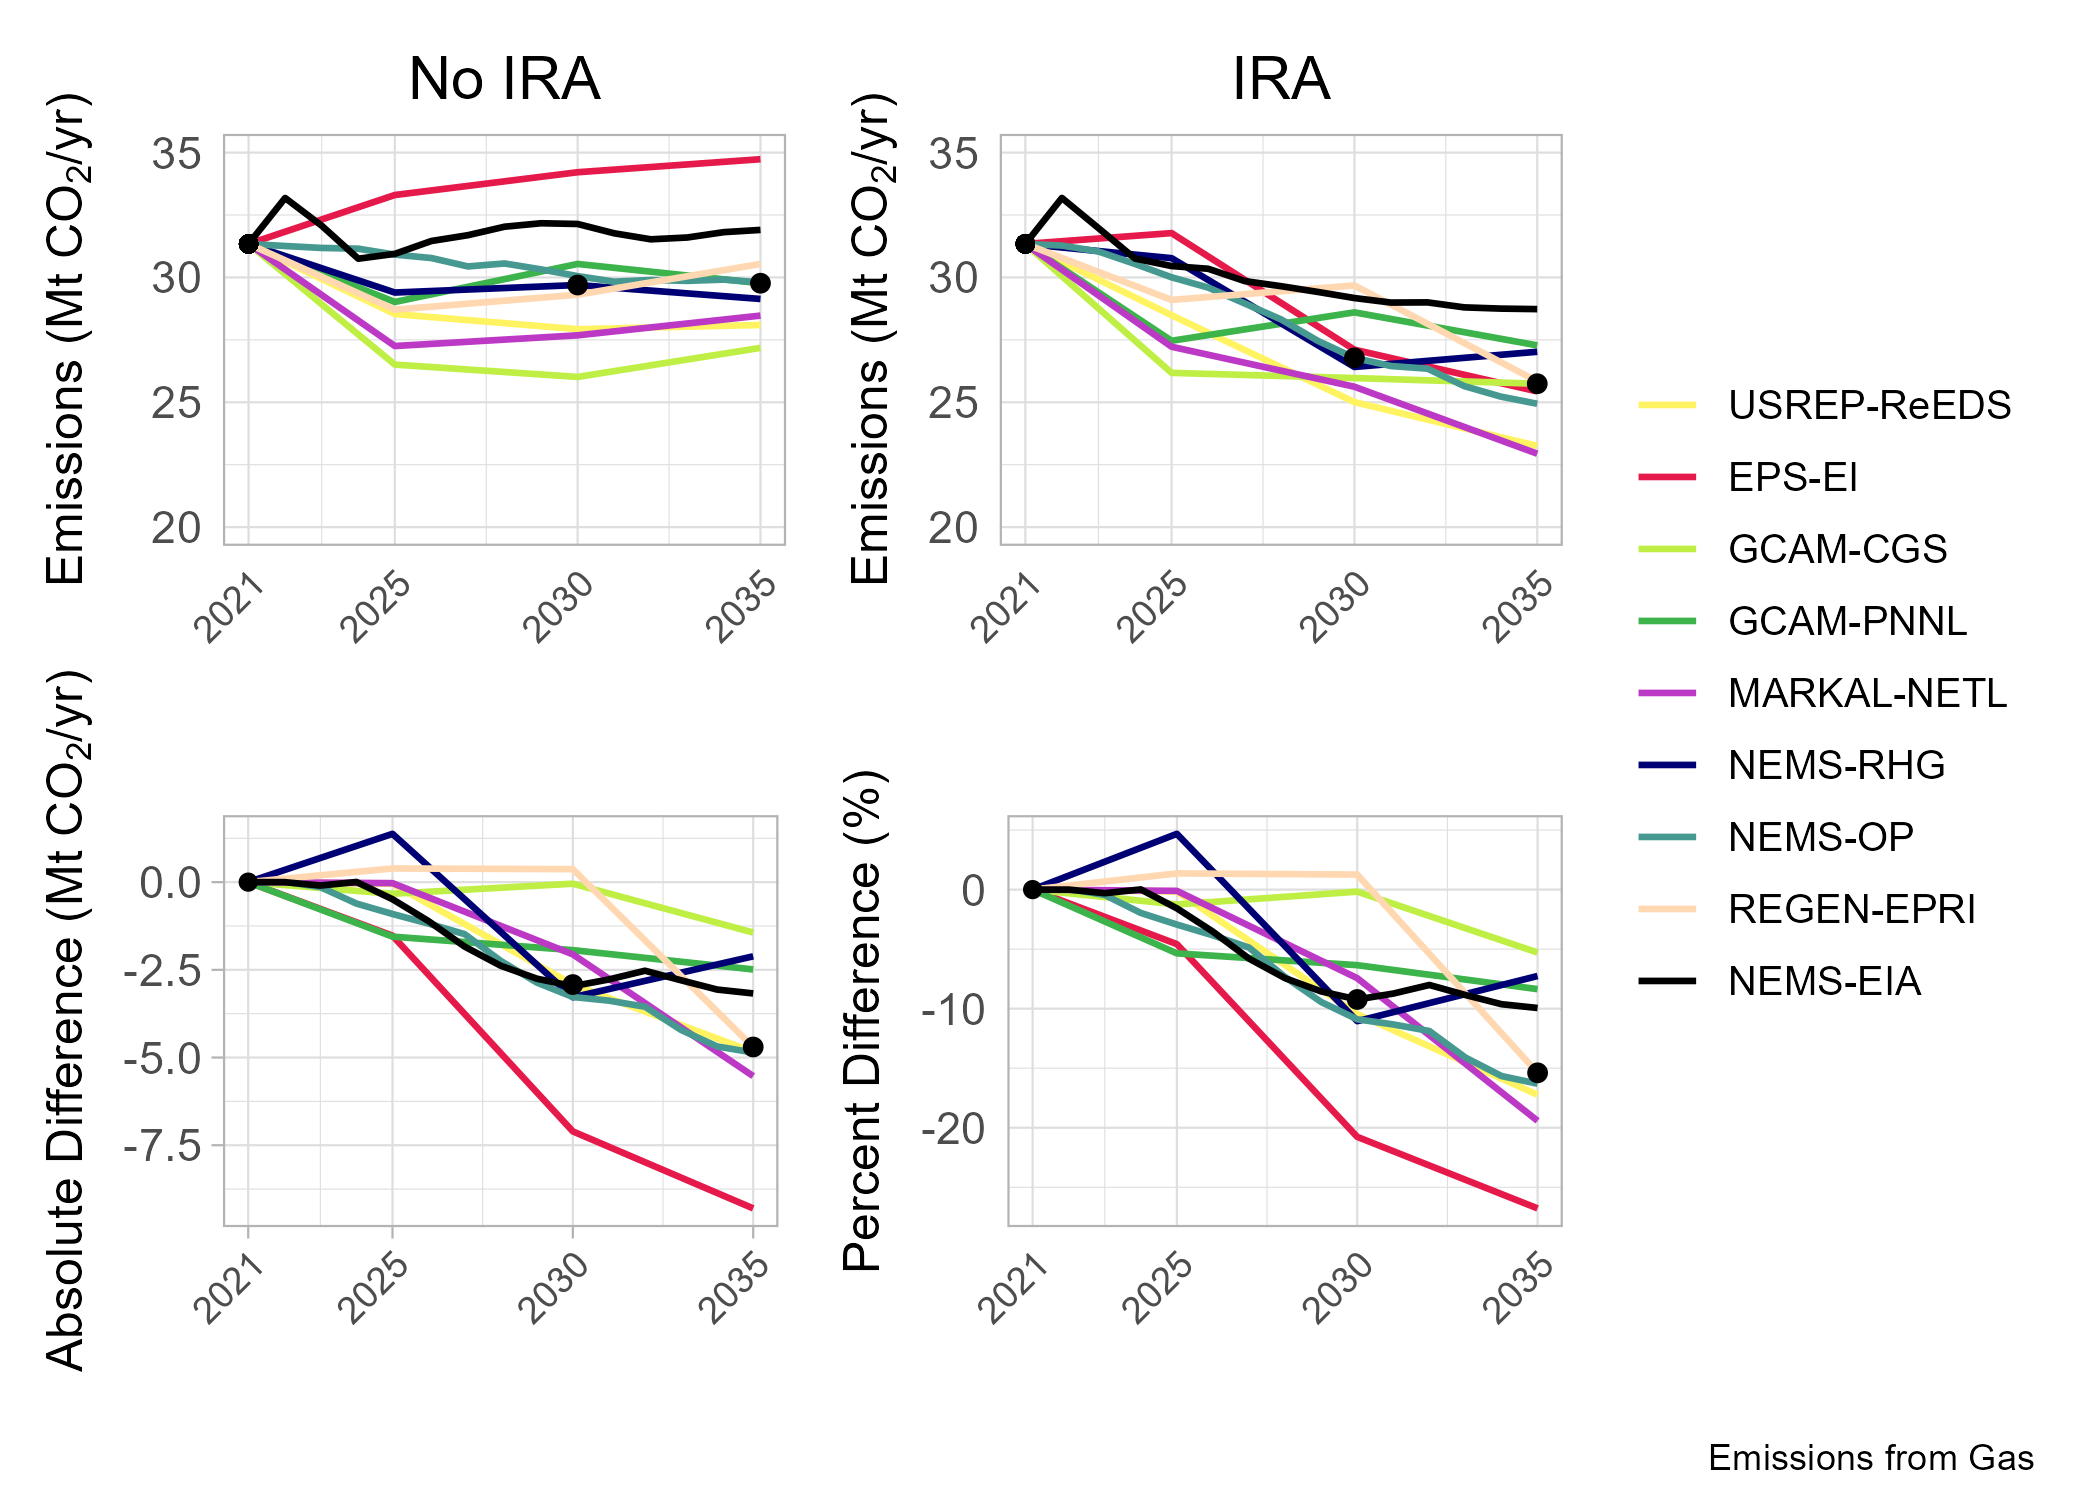 No IRA
Emissions (Mt CO₂/yr)
35
30
25
20
2021
2025
2030
2035
IRA
Emissions (Mt CO₂/yr)
35
30
25
20
2021
2025
2030
2035
Absolute Difference (Mt CO₂/yr)
0.0
-2.5
-5.0
-7.5
2021
2025
2030
2035
Percent Difference (%)
0
-10
-20
2021
2025
2030
2035
USREP-ReEDS
EPS-EI
GCAM-CGS
GCAM-PNNL
MARKAL-NETL
NEMS-RHG
NEMS-OP
REGEN-EPRI
NEMS-EIA
Emissions from Gas